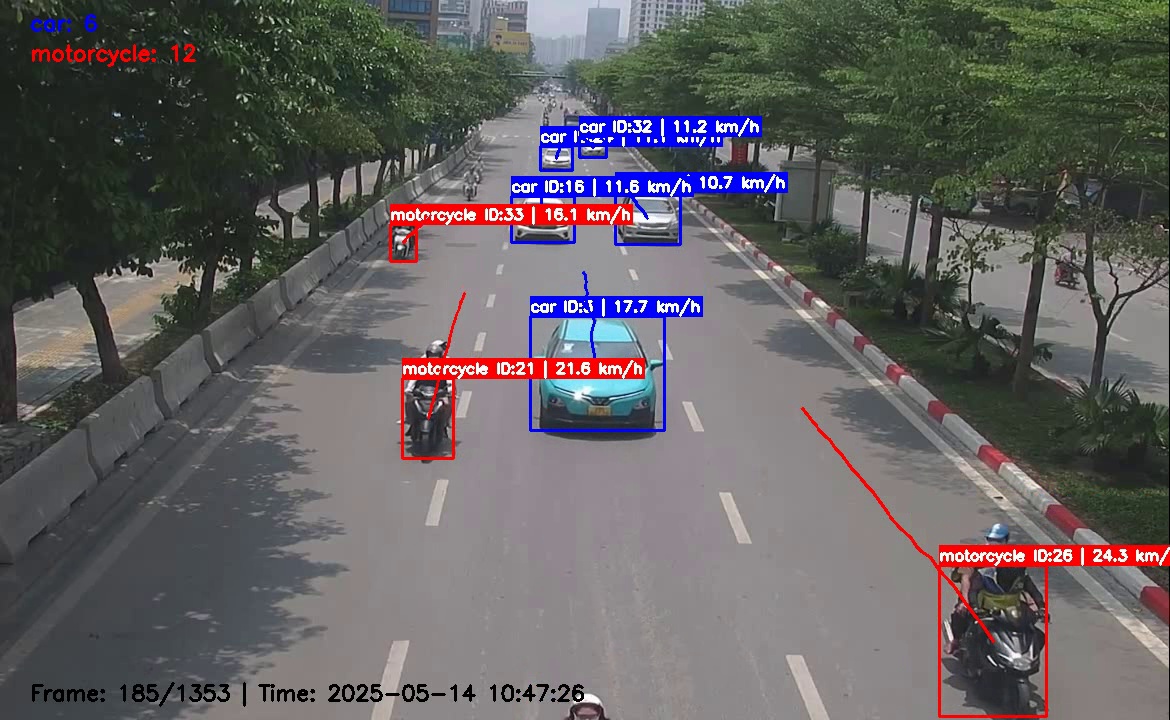 car: 6
motorcycle: 12
car ID:32 | 11.2 km/h
car
car ID:16 | 11.6 km/h
10.7 km/h
motorcycle ID:33 | 16.1 km/h
car ID:3 | 17.7 km/h
motorcycle ID:21 | 21.6 km/h
motorcycle ID:26 | 24.3 km/
Frame: 185/1353 | Time: 2025-05-14 10:47:26